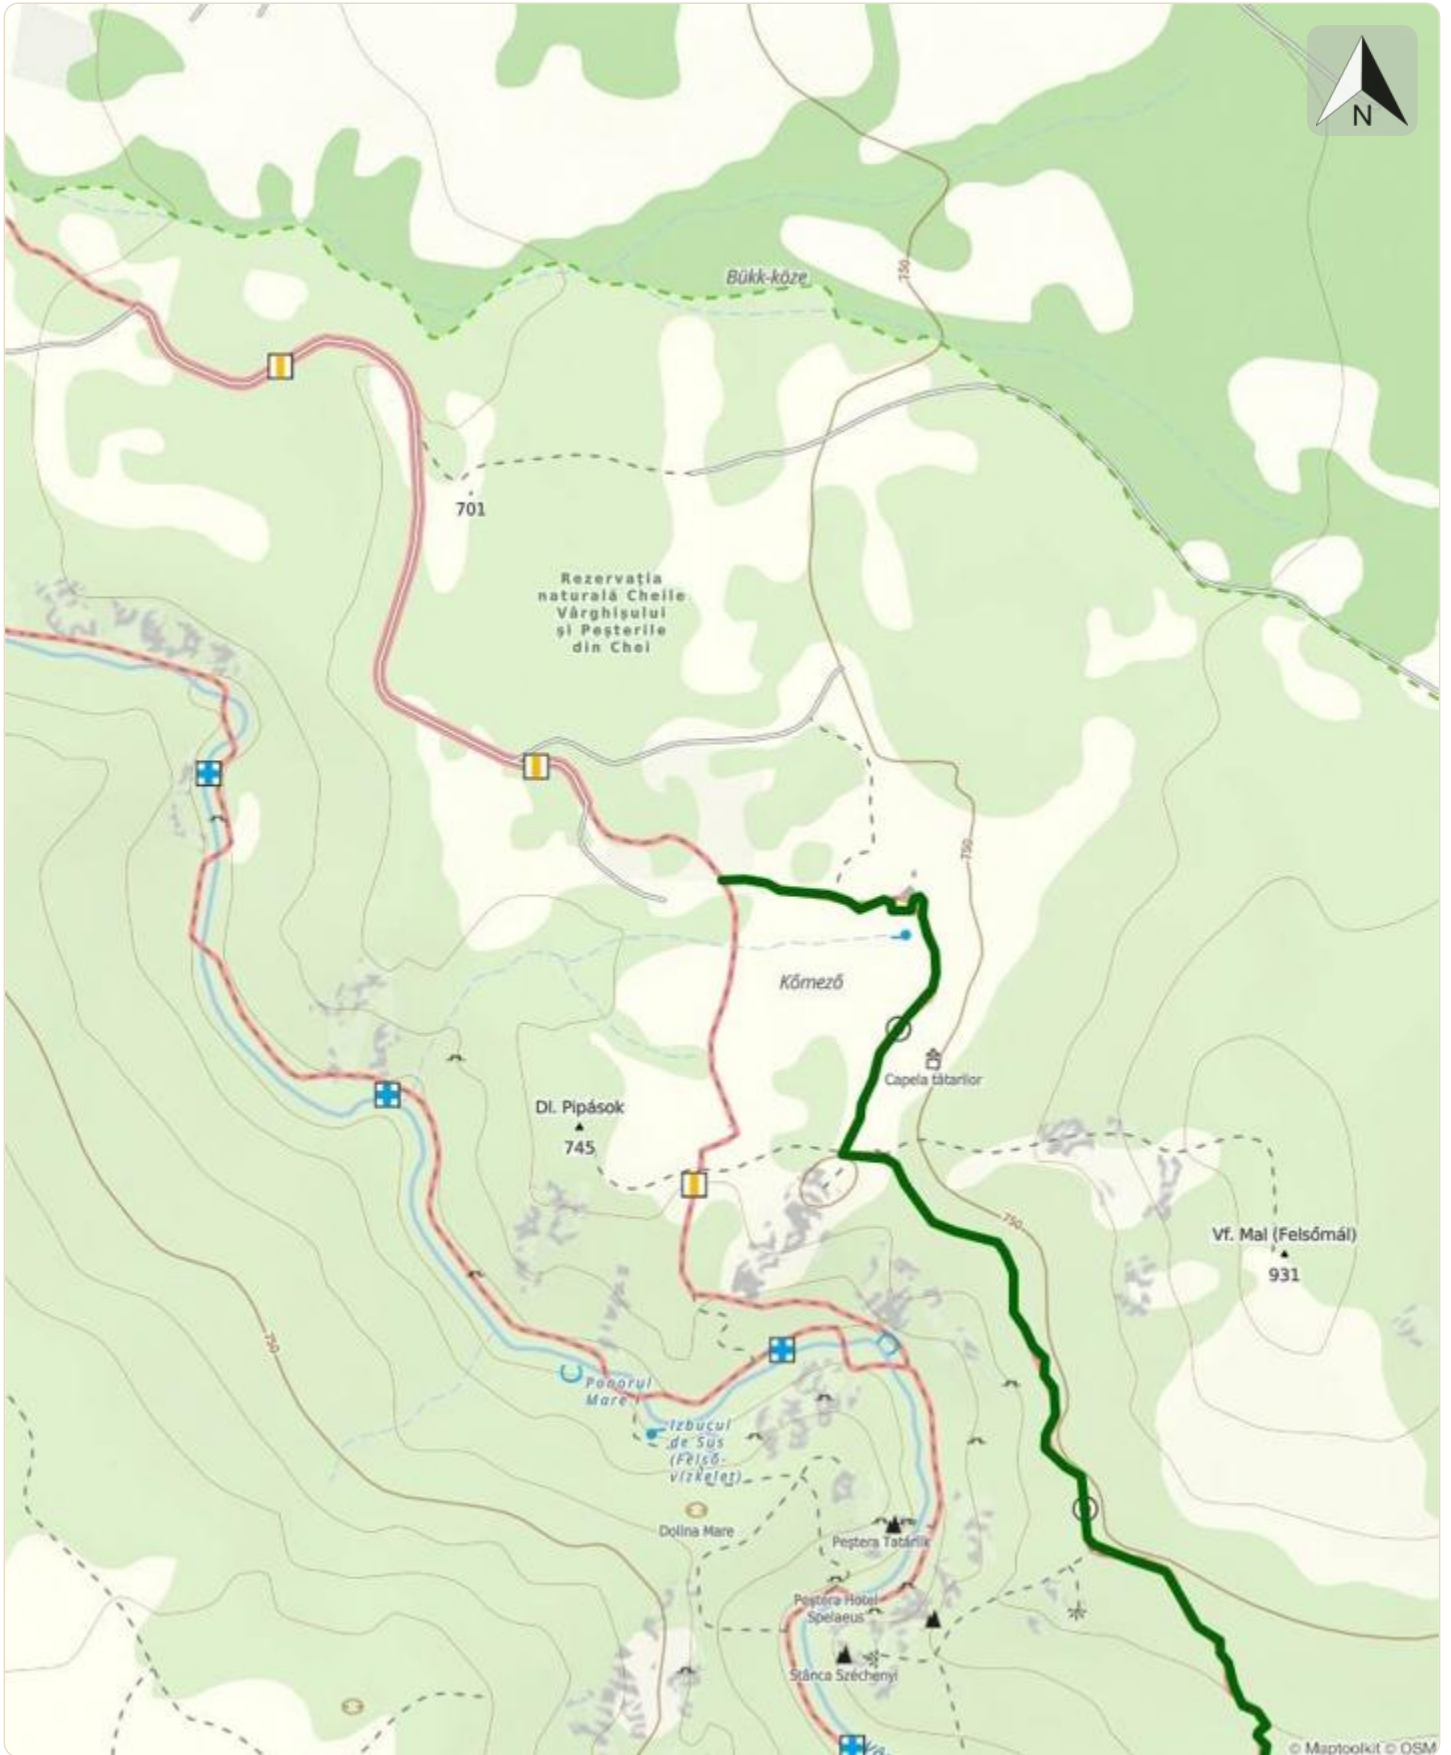 N
Bükk-köze
750
701
Rezervația
naturală Cheile
Vârghișului
și Peșterile
din Choi
750
Kőmező
Capela tătarilor
Dl. Pipások
745
750
Vf. Mal (Felsőmál)
931
750
Ponorul
Mare
Izbucul
de Sus
(Felső-
vízkelet)
Dolina Mare
Peștera Tatárlik
Peștera Hotel
Spelaeus
Stânca Széchenyi
© Maptoolkit © OSM